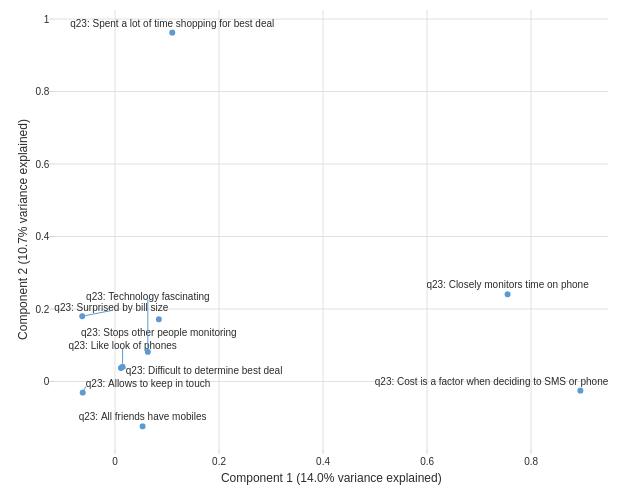 q23: Spent a lot of time shopping for best deal
1
0.8
0.6
0.4
q23: Closely monitors time on phone
q23: Technology fascinating
q23: Surprised by bill size
0.2
q23: Stops other people monitoring
q23: Like look of phones
q23: Difficult to determine best deal
q23: Allows to keep in touch
q23: Cost is a factor when deciding to SMS or phone
0
q23: All friends have mobiles
0
0.2
0.4
0.6
0.8
Component 1 (14.0% variance explained)
Component 2 (10.7% variance explained)